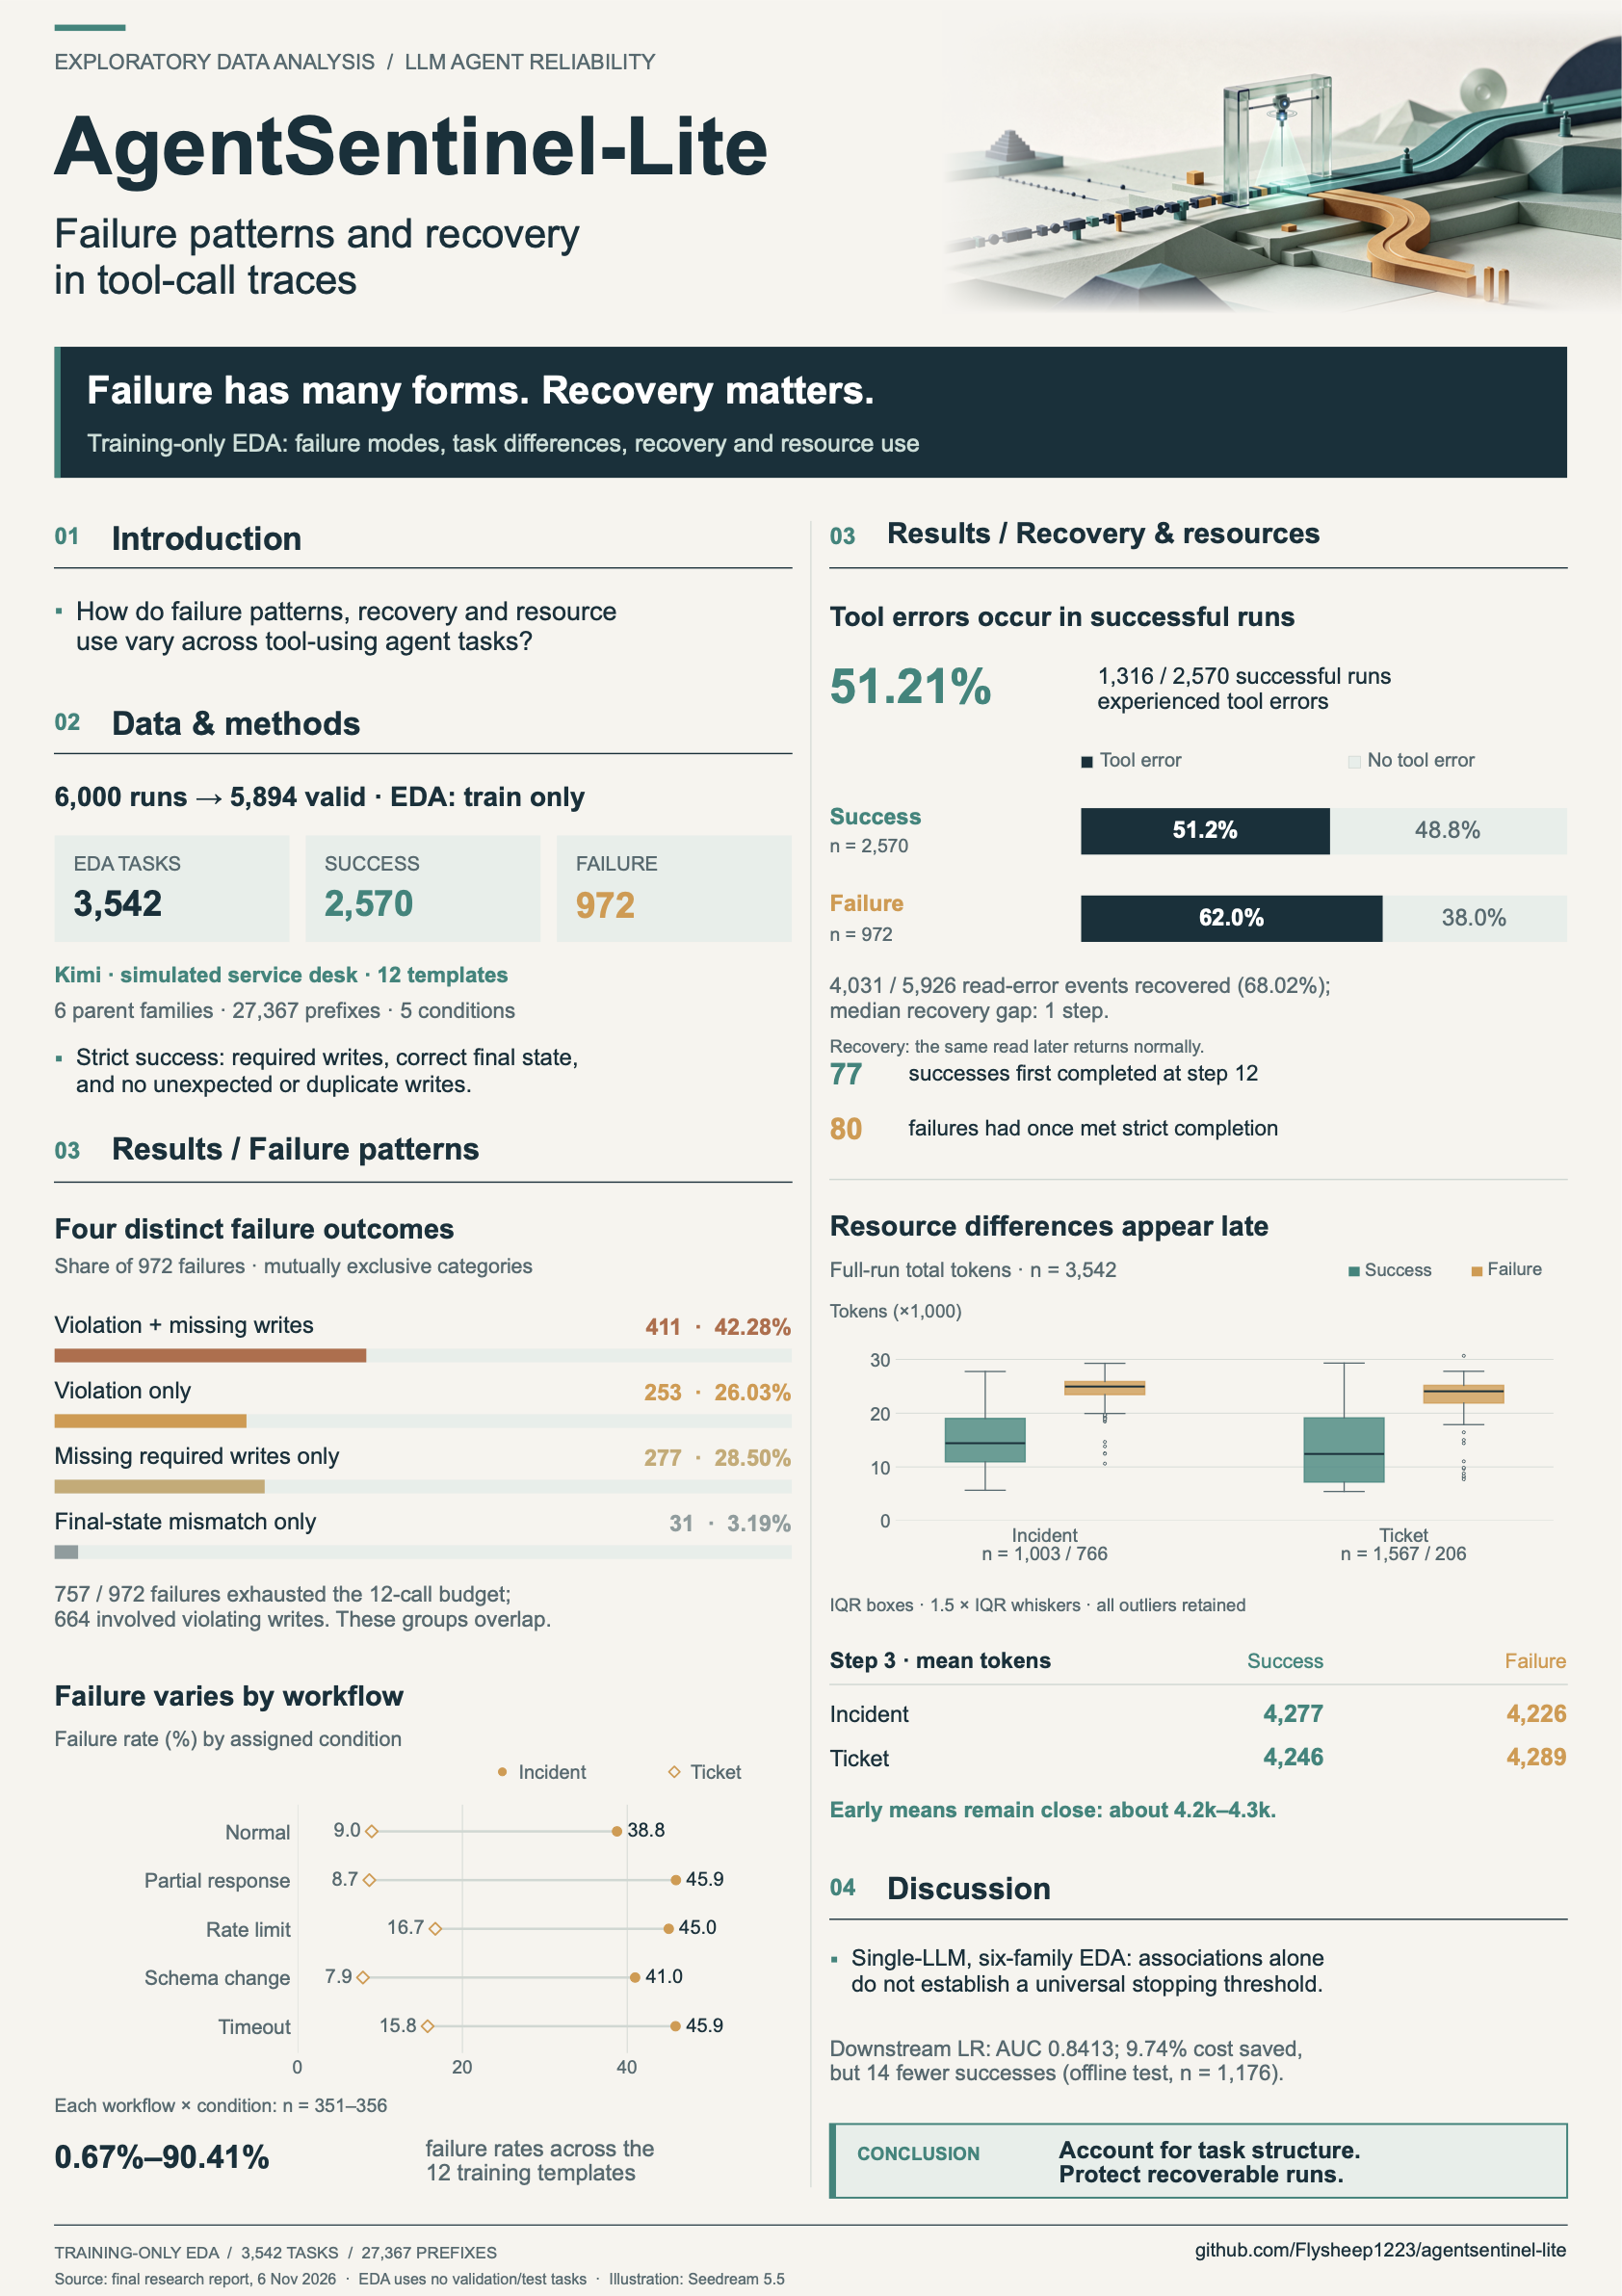 EXPLORATORY DATA ANALYSIS / LLM AGENT RELIABILITY
AgentSentinel-Lite
Failure patterns and recovery
in tool-call traces
Failure has many forms. Recovery matters.
Training-only EDA: failure modes, task differences, recovery and resource use
01 Introduction
▪ How do failure patterns, recovery and resource
use vary across tool-using agent tasks?
02 Data & methods
6,000 runs → 5,894 valid · EDA: train only
EDA TASKS
3,542
SUCCESS
2,570
FAILURE
972
Kimi · simulated service desk · 12 templates
6 parent families · 27,367 prefixes · 5 conditions
▪ Strict success: required writes, correct final state,
and no unexpected or duplicate writes.
03 Results / Failure patterns
Four distinct failure outcomes
Share of 972 failures · mutually exclusive categories
Violation + missing writes 411 · 42.28%
Violation only 253 · 26.03%
Missing required writes only 277 · 28.50%
Final-state mismatch only 31 · 3.19%
757 / 972 failures exhausted the 12-call budget;
664 involved violating writes. These groups overlap.
Failure varies by workflow
Failure rate (%) by assigned condition
Incident Ticket
Normal 9.0 38.8
Partial response 8.7 45.9
Rate limit 16.7 45.0
Schema change 7.9 41.0
Timeout 15.8 45.9
0 20 40
Each workflow × condition: n = 351–356
0.67%–90.41%
failure rates across the
12 training templates
03 Results / Recovery & resources
Tool errors occur in successful runs
51.21%
1,316 / 2,570 successful runs
experienced tool errors
Tool error No tool error
Success
n = 2,570
51.2% 48.8%
Failure
n = 972
62.0% 38.0%
4,031 / 5,926 read-error events recovered (68.02%);
median recovery gap: 1 step.
Recovery: the same read later returns normally.
77 successes first completed at step 12
80 failures had once met strict completion
Resource differences appear late
Full-run total tokens · n = 3,542
Success Failure
Tokens (×1,000)
30
20
10
0
Incident
n = 1,003 / 766
Ticket
n = 1,567 / 206
IQR boxes · 1.5 × IQR whiskers · all outliers retained
Step 3 · mean tokens Success Failure
Incident 4,277 4,226
Ticket 4,246 4,289
Early means remain close: about 4.2k–4.3k.
04 Discussion
▪ Single-LLM, six-family EDA: associations alone
do not establish a universal stopping threshold.
Downstream LR: AUC 0.8413; 9.74% cost saved,
but 14 fewer successes (offline test, n = 1,176).
CONCLUSION
Account for task structure.
Protect recoverable runs.
TRAINING-ONLY EDA / 3,542 TASKS / 27,367 PREFIXES
github.com/Flysheep1223/agentsentinel-lite
Source: final research report, 6 Nov 2026 · EDA uses no validation/test tasks · Illustration: Seedream 5.5